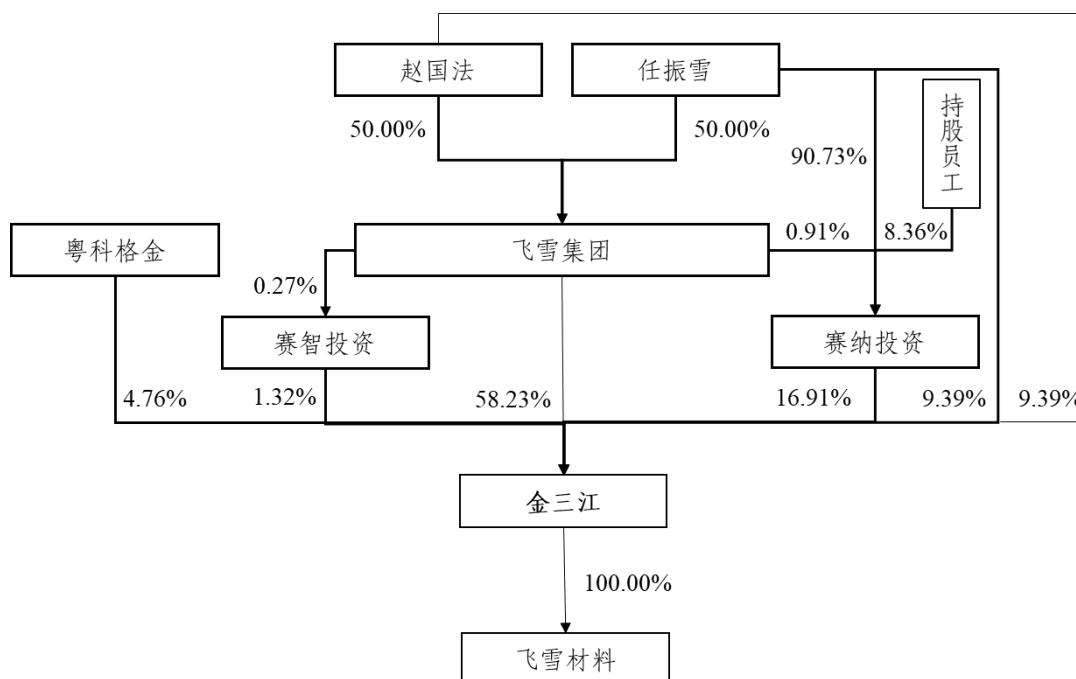 赵国法
任振雪
持股员工
50.00%
50.00%
90.73%
粤科格金
飞雪集团
0.91%
8.36%
0.27%
赛智投资
赛纳投资
4.76%
1.32%
58.23%
16.91%
9.39%
9.39%
金三江
100.00%
飞雪材料